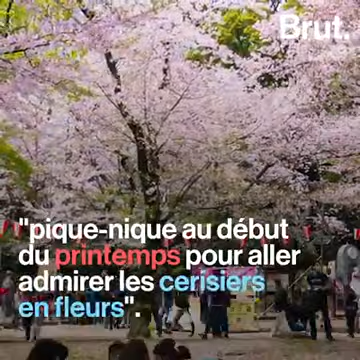 Brut.
"pique-nique au début
du printemps pour aller
admirer les cerisiers
en fleurs".